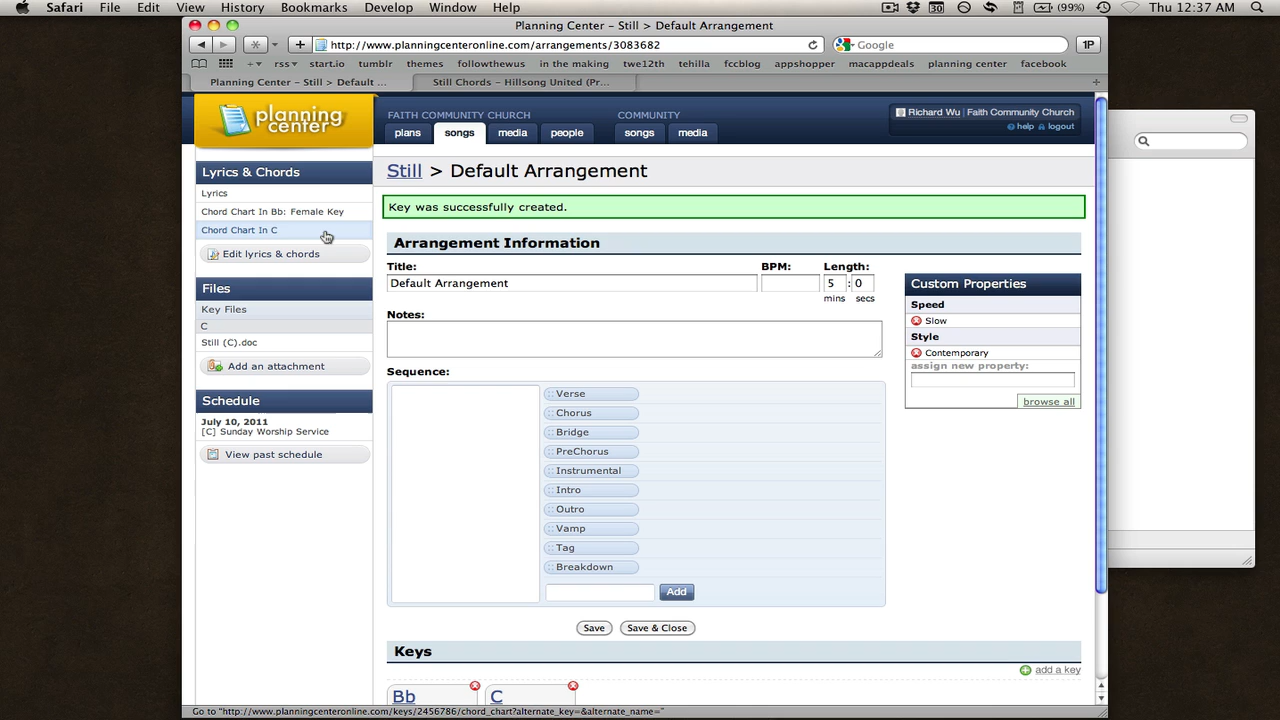 Safari File Edit View History Bookmarks Develop Window Help (99%) Thu 12:37 AM
Planning Center – Still > Default Arrangement
http://www.planningcenteronline.com/arrangements/3083682 Google 1P
rss start.io tumblr themes followthewus in the making twe12th tehilla fccblog appshopper macappdeals planning center facebook
Planning Center – Still > Default ... Still Chords – Hillsong United (Pr...
planning center
FAITH COMMUNITY CHURCH COMMUNITY
plans songs media people songs media
Richard Wu | Faith Community Church
help logout
Lyrics & Chords
Lyrics
Chord Chart In Bb: Female Key
Chord Chart In C
Edit lyrics & chords
Files
Key Files
C
Still (C).doc
Add an attachment
Schedule
July 10, 2011
[C] Sunday Worship Service
View past schedule
Still > Default Arrangement
Key was successfully created.
Arrangement Information
Title: BPM: Length:
Default Arrangement 5 : 0
mins secs
Notes:
Sequence:
Verse
Chorus
Bridge
PreChorus
Instrumental
Intro
Outro
Vamp
Tag
Breakdown
Add
Save Save & Close
Custom Properties
Speed
Slow
Style
Contemporary
assign new property:
browse all
Keys
add a key
Bb C
Go to "http://www.planningcenteronline.com/keys/2456786/chord_chart?alternate_key=&alternate_name="